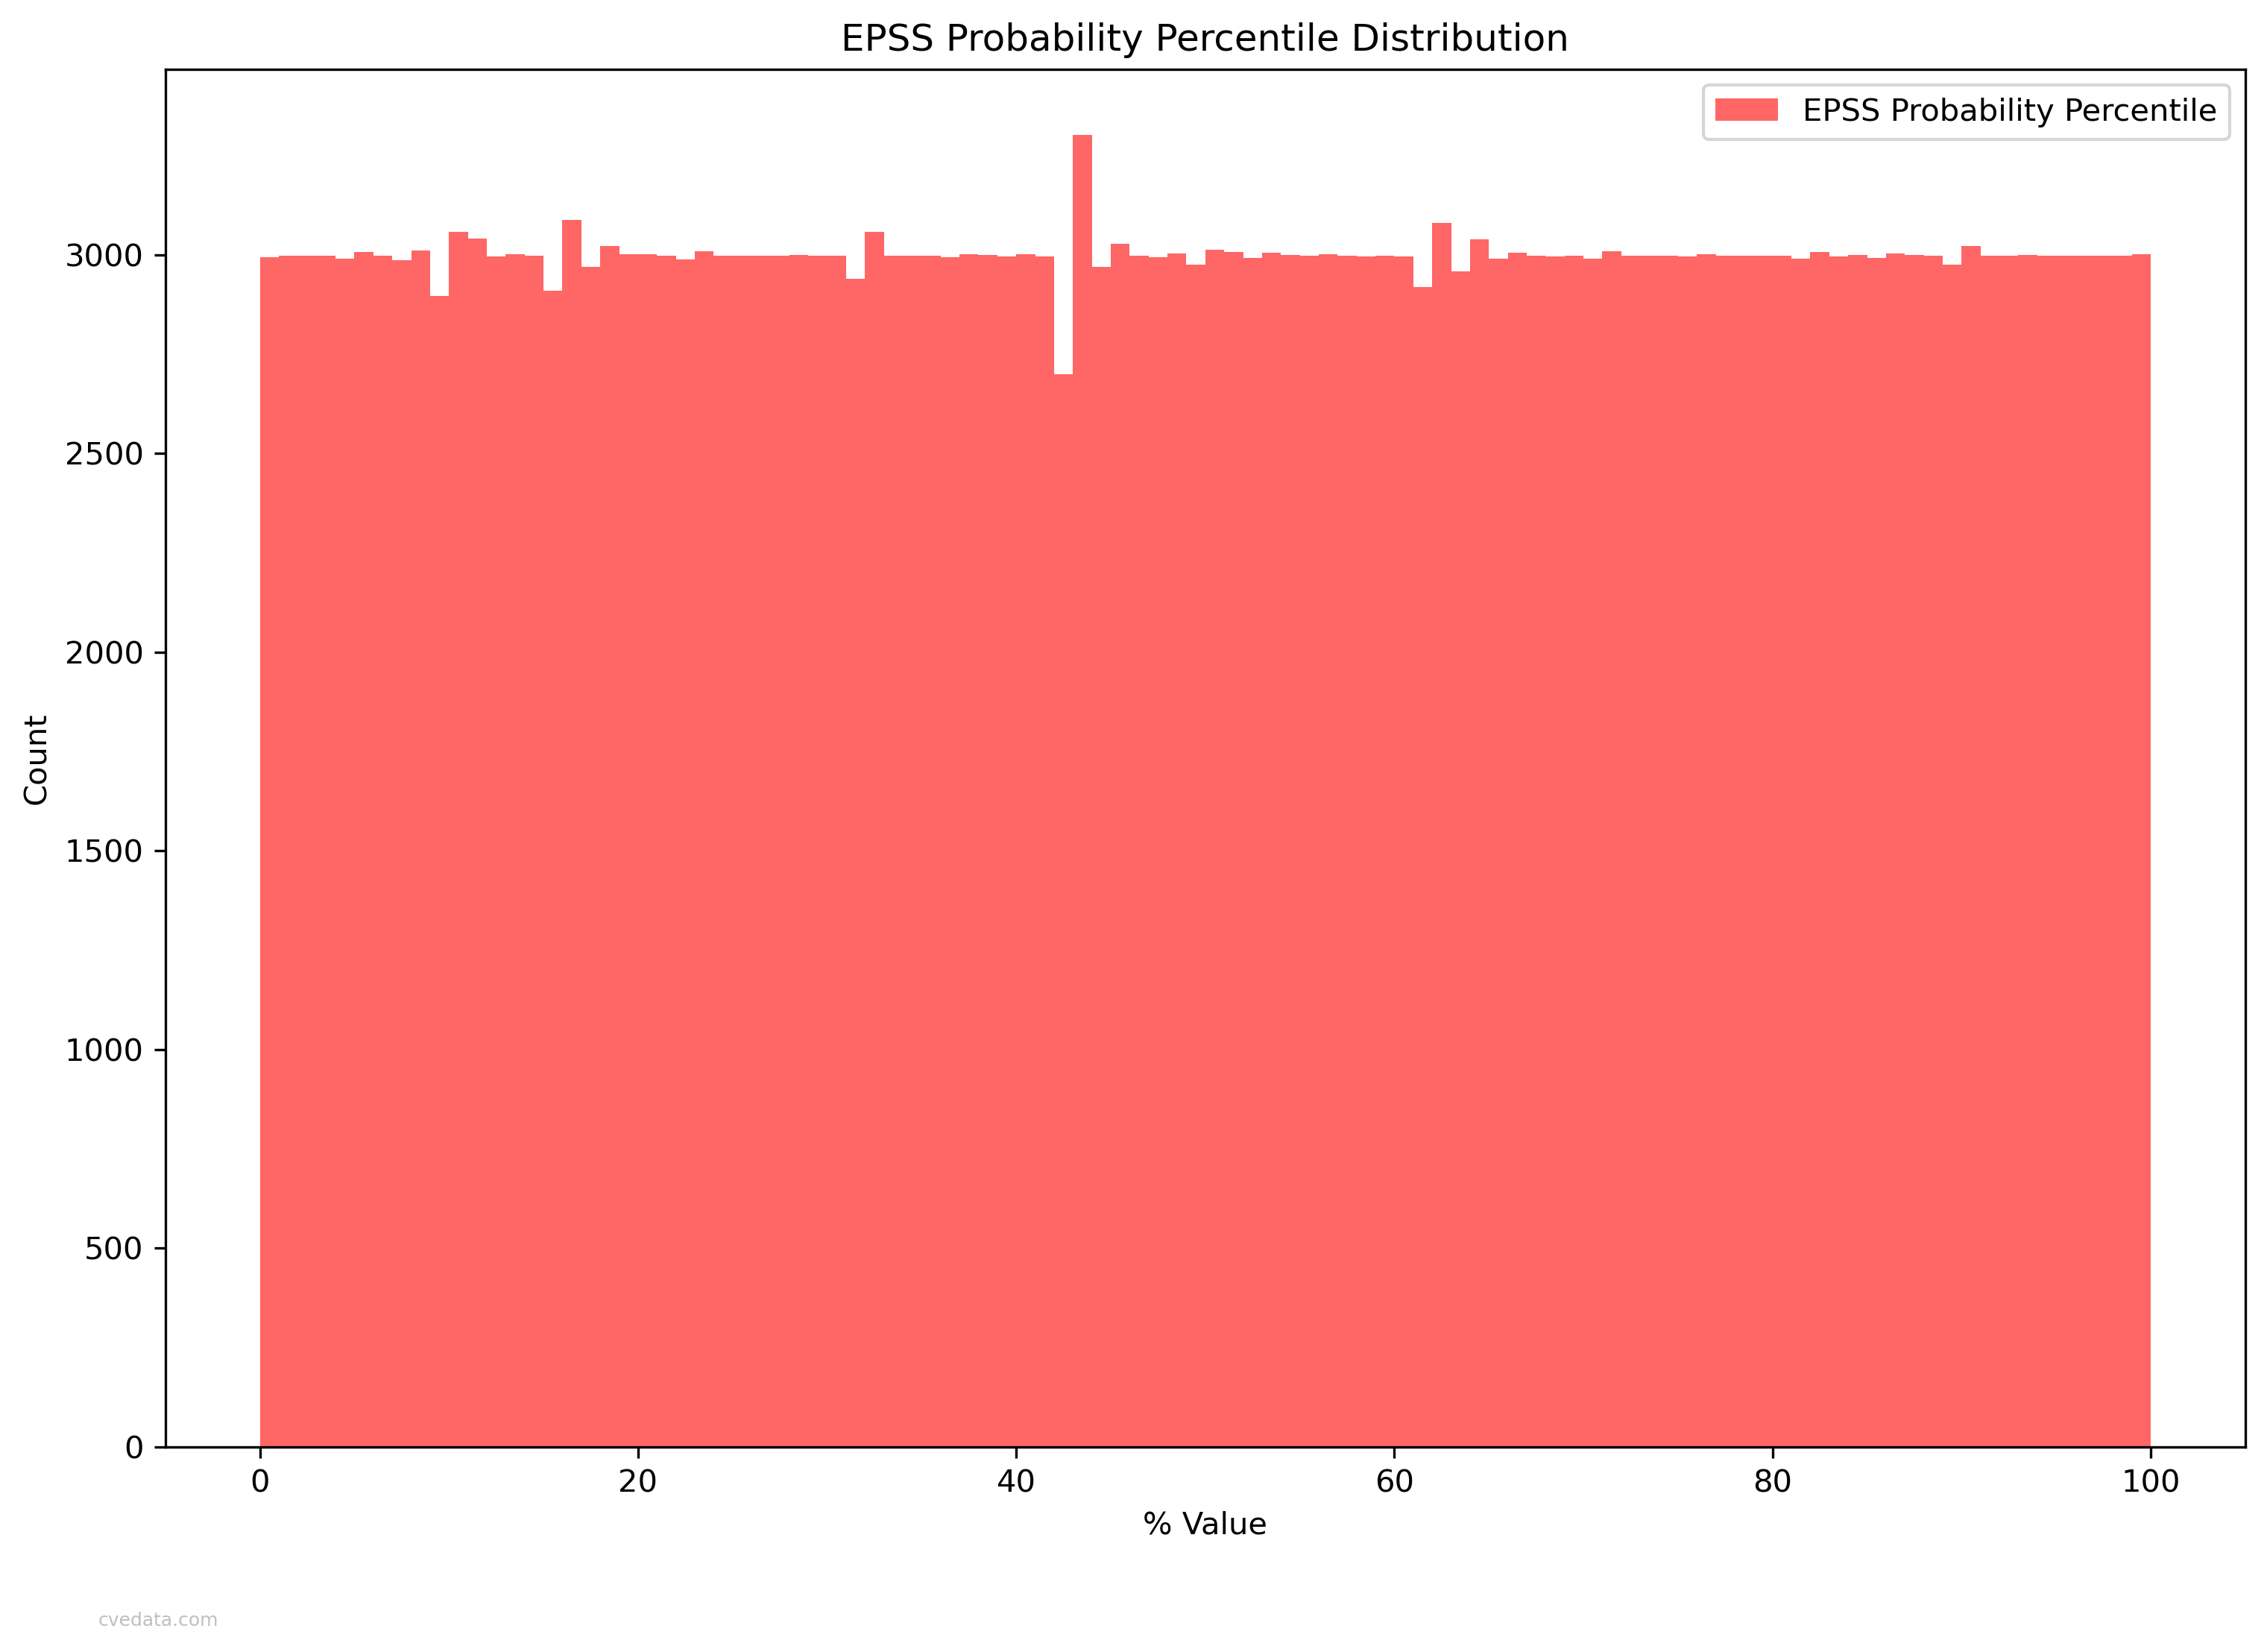 EPSS Probability Percentile Distribution
EPSS Probability Percentile
3000
2500
2000
1500
1000
500
0
Count
0 20 40 60 80 100
% Value
cvedata.com